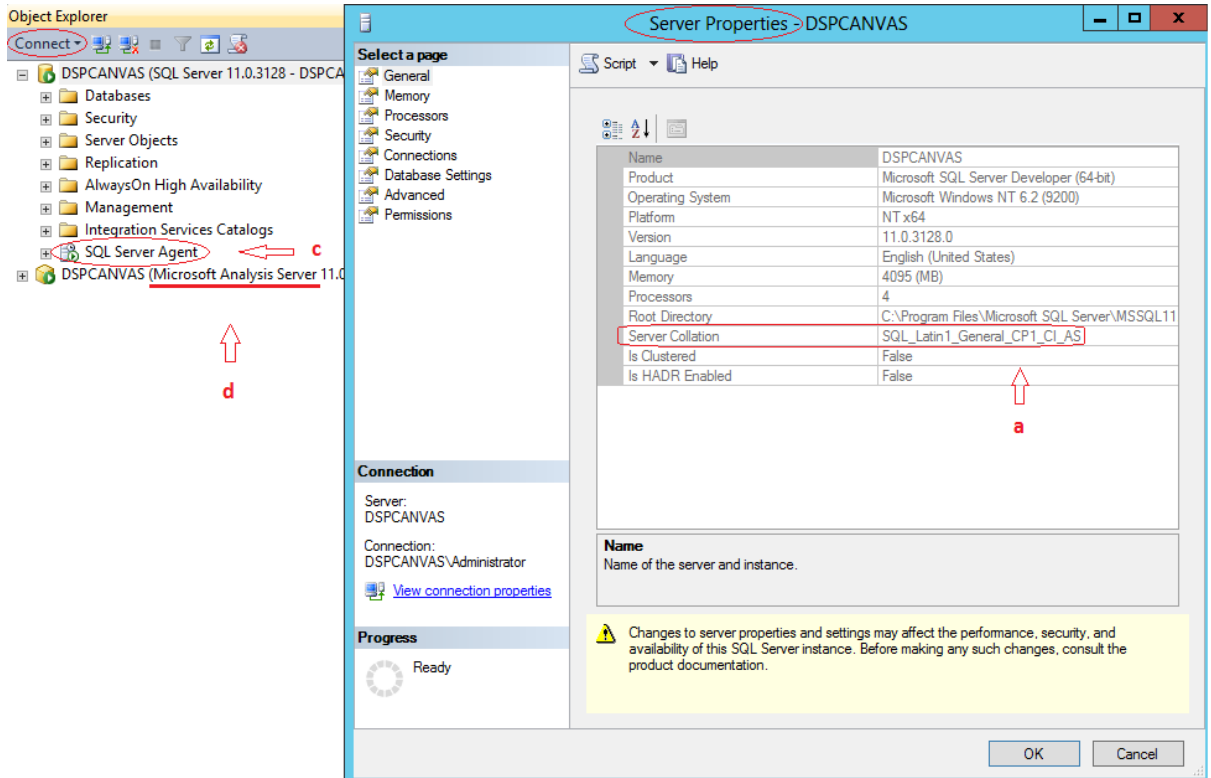 Object Explorer
Connect
DSPCANVAS (SQL Server 11.0.3128 - DSPCA
Databases
Security
Server Objects
Replication
AlwaysOn High Availability
Management
Integration Services Catalogs
SQL Server Agent
c
DSPCANVAS (Microsoft Analysis Server 11.0
d
Server Properties - DSPCANVAS
Select a page
General
Memory
Processors
Security
Connections
Database Settings
Advanced
Permissions
Connection
Server:
DSPCANVAS
Connection:
DSPCANVAS\Administrator
View connection properties
Progress
Ready
Script Help
Name DSPCANVAS
Product Microsoft SQL Server Developer (64-bit)
Operating System Microsoft Windows NT 6.2 (9200)
Platform NT x64
Version 11.0.3128.0
Language English (United States)
Memory 4095 (MB)
Processors 4
Root Directory C:\Program Files\Microsoft SQL Server\MSSQL11
Server Collation SQL_Latin1_General_CP1_CI_AS
Is Clustered False
Is HADR Enabled False
a
Name
Name of the server and instance.
Changes to server properties and settings may affect the performance, security, and
availability of this SQL Server instance. Before making any such changes, consult the
product documentation.
OK Cancel